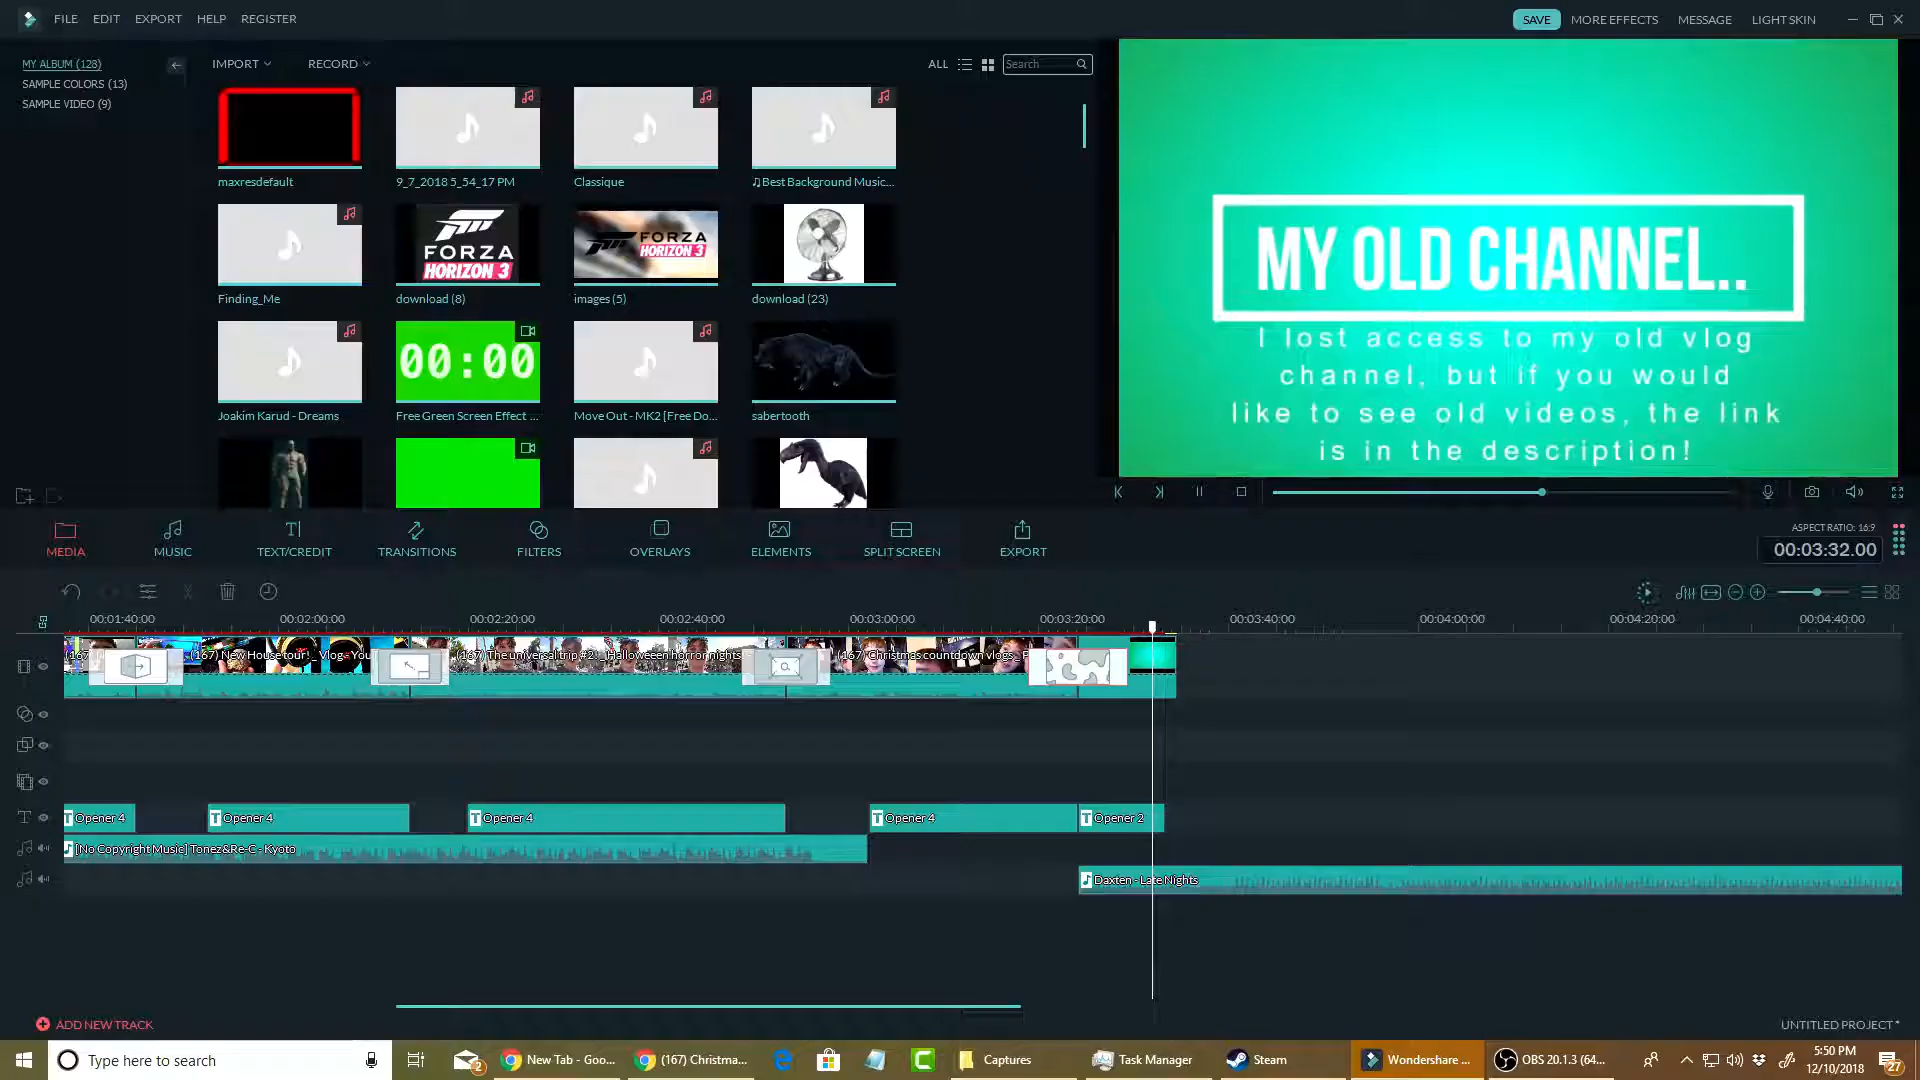 FILE EDIT EXPORT HELP REGISTER
SAVE MORE EFFECTS MESSAGE LIGHT SKIN
MY ALBUM (128)
SAMPLE COLORS (13)
SAMPLE VIDEO (9)
IMPORT RECORD
ALL Search
maxresdefault
9_7_2018 5_54_17 PM
Classique
♫Best Background Music...
FORZA
HORIZON 3
FORZA
HORIZON 3
Finding_Me
download (8)
images (5)
download (23)
00:00
Joakim Karud - Dreams
Free Green Screen Effect ...
Move Out - MK2 [Free Do...
sabertooth
MY OLD CHANNEL..
I lost access to my old vlog
channel, but if you would
like to see old videos, the link
is in the description!
MEDIA
MUSIC
TEXT/CREDIT
TRANSITIONS
FILTERS
OVERLAYS
ELEMENTS
SPLIT SCREEN
EXPORT
ASPECT RATIO: 16:9
00:03:32.00
00:01:40:00 00:02:00:00 00:02:20:00 00:02:40:00 00:03:00:00 00:03:20:00 00:03:40:00 00:04:00:00 00:04:20:00 00:04:40:00
(167) New House tour! _ Vlog - You
(167) The universal trip #2! _Halloweeen horror nights
(167) Christmas countdown vlogs_ F
Opener 4
Opener 4
Opener 4
Opener 4
Opener 2
[No Copyright Music] Tonez&Re-C - Kyoto
Daxten - Late Nights
ADD NEW TRACK
UNTITLED PROJECT *
Type here to search
2
New Tab - Goo...
(167) Christma...
Captures
Task Manager
Steam
Wondershare ...
OBS 20.1.3 (64...
5:50 PM
12/10/2018
27